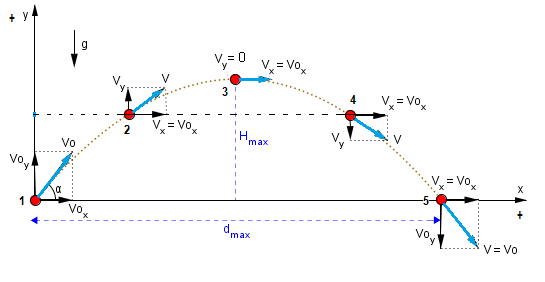 y
+
g
Vy = 0
Vx = Vox
3
Vy
V
2
Vx = Vox
4
Vx = Vox
Vy
V
Hmax
Vo
Voy
α
1
Vox
Vx = Vox
x
5
+
Voy
V = Vo
dmax